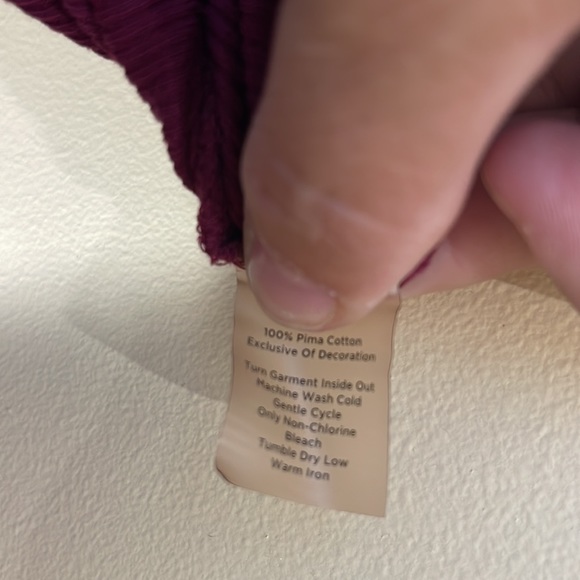 100% Pima Cotton
Exclusive Of Decoration
Turn Garment Inside Out
Machine Wash Cold
Gentle Cycle
Only Non-Chlorine
Bleach
Tumble Dry Low
Warm Iron